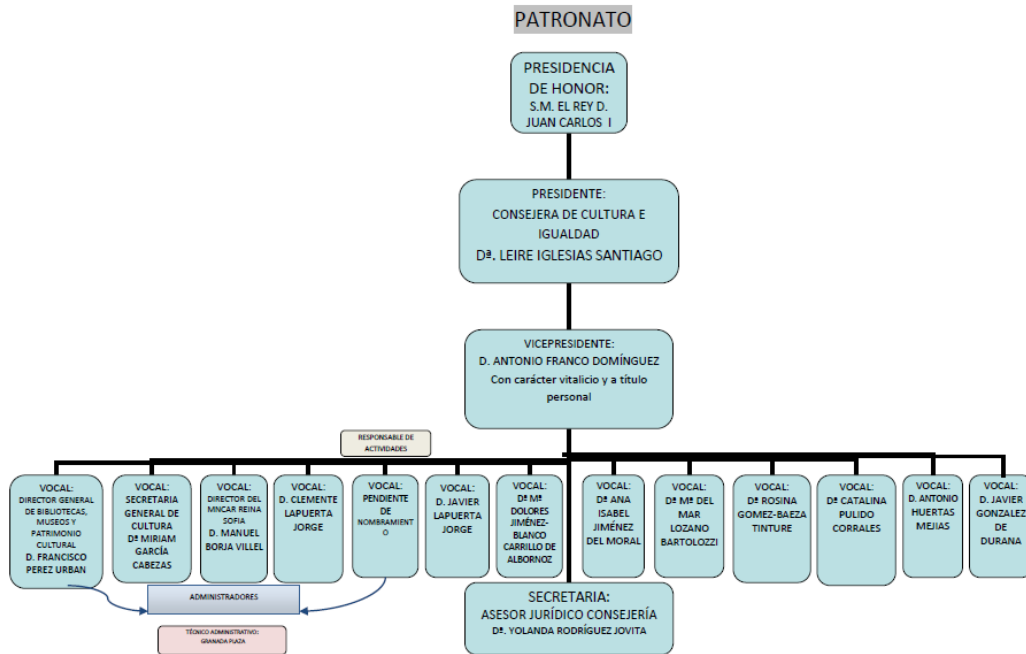 PATRONATO
PRESIDENCIA
DE HONOR:
S.M. EL REY D.
JUAN CARLOS I
PRESIDENTE:
CONSEJERA DE CULTURA E
IGUALDAD
Dª. LEIRE IGLESIAS SANTIAGO
VICEPRESIDENTE:
D. ANTONIO FRANCO DOMÍNGUEZ
Con carácter vitalicio y a título
personal
RESPONSABLE DE
ACTIVIDADES
VOCAL:
DIRECTOR GENERAL
DE BIBLIOTECAS,
MUSEOS Y
PATRIMONIO
CULTURAL
D. FRANCISCO
PEREZ URBAN
VOCAL:
SECRETARIA
GENERAL DE
CULTURA
Dª MIRIAM
GARCÍA
CABEZAS
VOCAL:
DIRECTOR DEL
MNCAR REINA
SOFIA
D. MANUEL
BORJA VILLEL
VOCAL:
D. CLEMENTE
LAPUERTA
JORGE
VOCAL:
PENDIENTE
DE
NOMBRAMIENT
O
VOCAL:
D. JAVIER
LAPUERTA
JORGE
VOCAL:
Dª Mª
DOLORES
JIMÉNEZ-
BLANCO
CARRILLO DE
ALBORNOZ
VOCAL:
Dª ANA
ISABEL
JIMÉNEZ
DEL MORAL
VOCAL:
Dª Mª DEL
MAR
LOZANO
BARTOLOZZI
VOCAL:
Dª ROSINA
GOMEZ-BAEZA
TINTURE
VOCAL:
Dª CATALINA
PULIDO
CORRALES
VOCAL:
D. ANTONIO
HUERTAS
MEJIAS
VOCAL:
D. JAVIER
GONZALEZ
DE
DURANA
ADMINISTRADORES
TÉCNICO ADMINISTRATIVO:
GRANADA PLAZA
SECRETARIA:
ASESOR JURÍDICO CONSEJERÍA
Dª. YOLANDA RODRÍGUEZ JOVITA